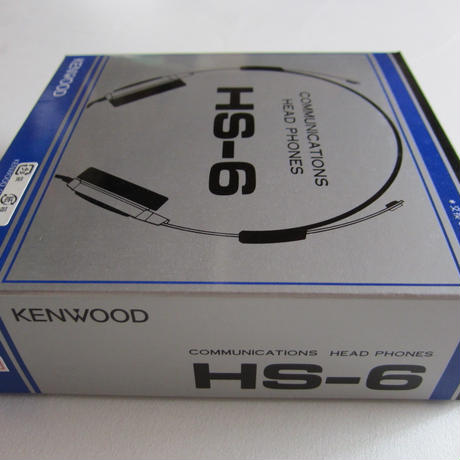 KENWOOD
COMMUNICATIONS
HEAD PHONES
HS-6
KENWOOD
COMMUNICATIONS HEAD PHONES
HS-6